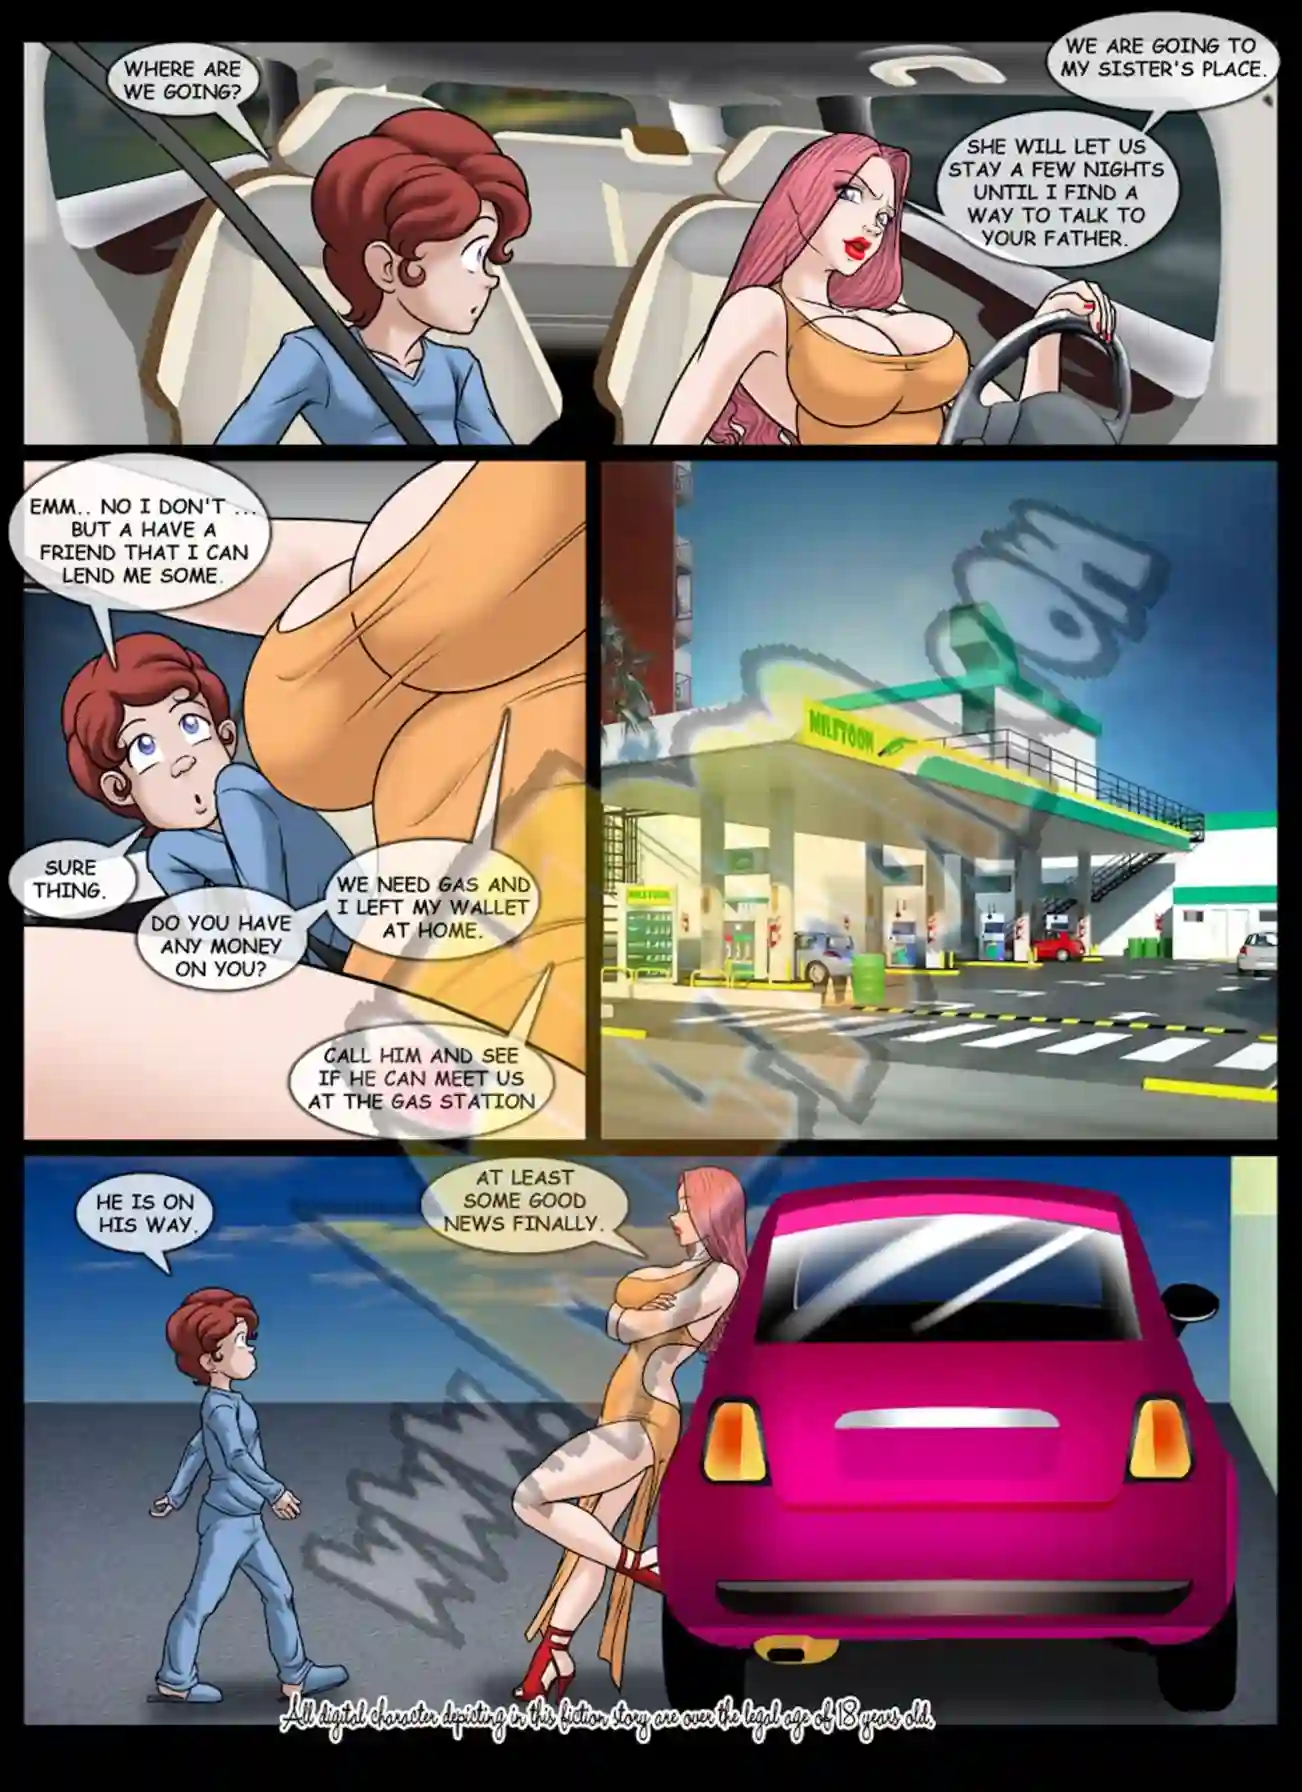 WHERE ARE
WE GOING?
WE ARE GOING TO
MY SISTER'S PLACE.
SHE WILL LET US
STAY A FEW NIGHTS
UNTIL I FIND A
WAY TO TALK TO
YOUR FATHER.
WE NEED GAS AND
I LEFT MY WALLET
AT HOME.
DO YOU HAVE
ANY MONEY
ON YOU?
EMM.. NO I DON'T ...
BUT A HAVE A
FRIEND THAT I CAN
LEND ME SOME.
CALL HIM AND SEE
IF HE CAN MEET US
AT THE GAS STATION
SURE
THING.
MILFTOON
MILFTOON
HE IS ON
HIS WAY.
AT LEAST
SOME GOOD
NEWS FINALLY.
All digital character depicting in this fiction story are over the legal age of 18 years old.